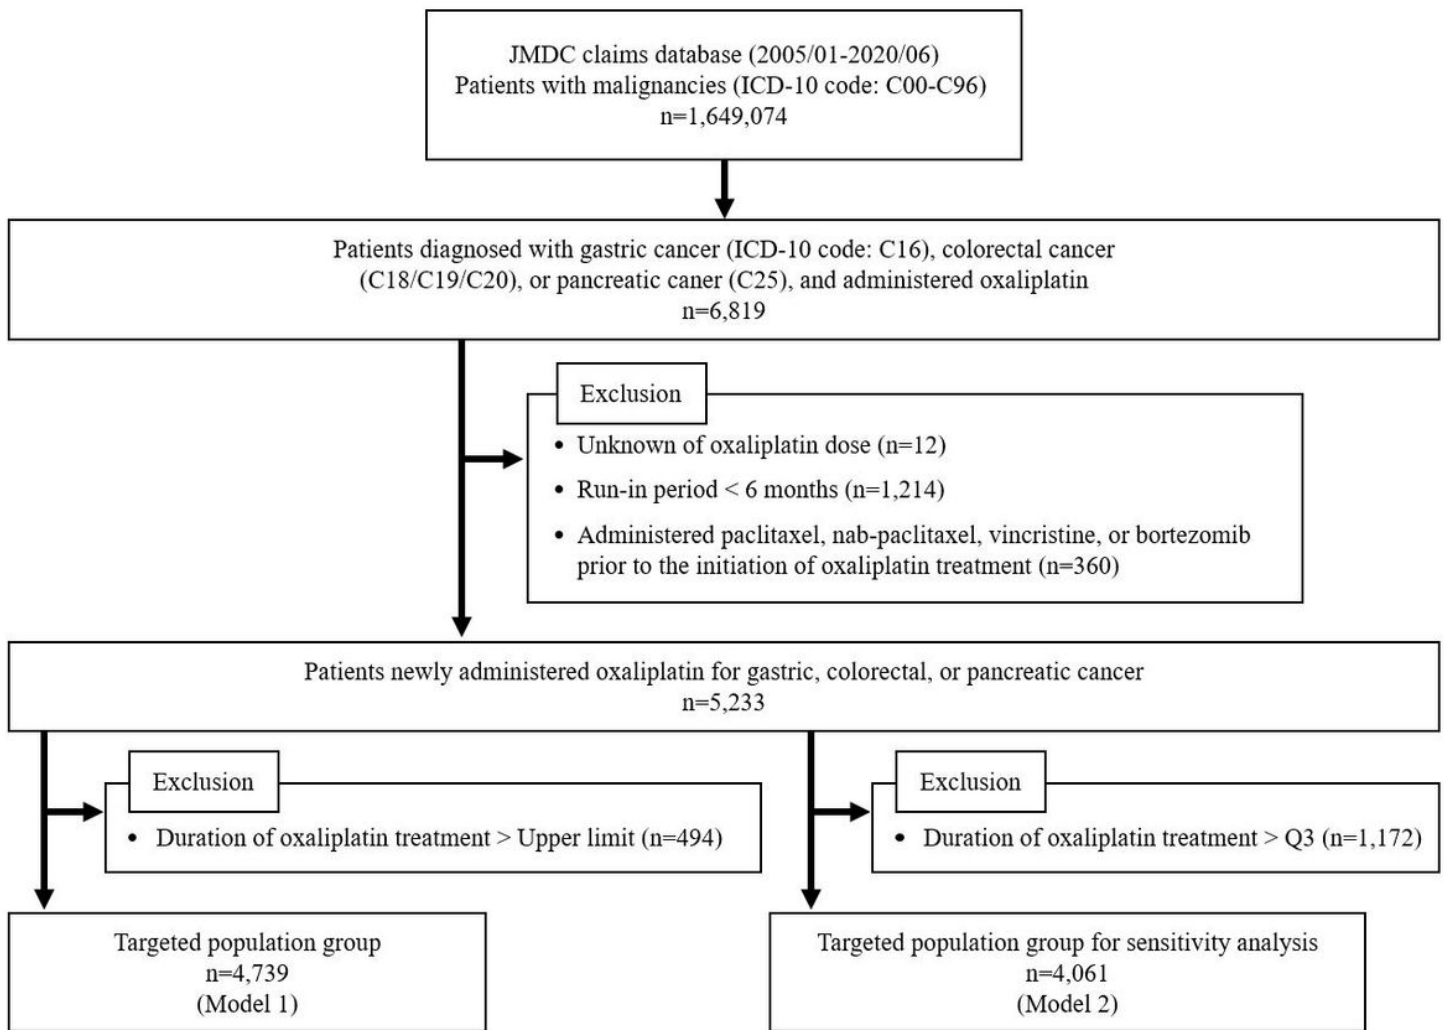 JMDC claims database (2005/01-2020/06)
Patients with malignancies (ICD-10 code: C00-C96)
n=1,649,074
Patients diagnosed with gastric cancer (ICD-10 code: C16), colorectal cancer
(C18/C19/C20), or pancreatic caner (C25), and administered oxaliplatin
n=6,819
Exclusion
• Unknown of oxaliplatin dose (n=12)
• Run-in period < 6 months (n=1,214)
• Administered paclitaxel, nab-paclitaxel, vincristine, or bortezomib
prior to the initiation of oxaliplatin treatment (n=360)
Patients newly administered oxaliplatin for gastric, colorectal, or pancreatic cancer
n=5,233
Exclusion
• Duration of oxaliplatin treatment > Upper limit (n=494)
Exclusion
• Duration of oxaliplatin treatment > Q3 (n=1,172)
Targeted population group
n=4,739
(Model 1)
Targeted population group for sensitivity analysis
n=4,061
(Model 2)